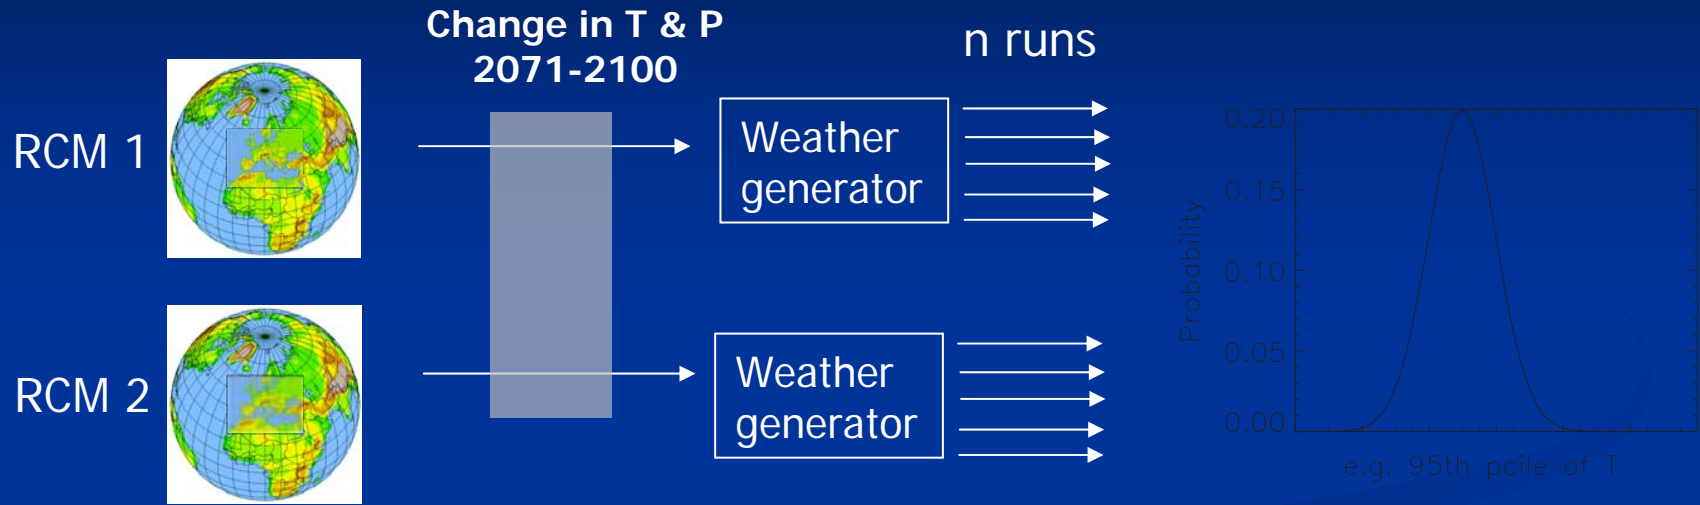 Change in T & P
2071-2100
n runs
RCM 1
Weather
generator
RCM 2
Weather
generator
0.20
0.15
0.10
0.05
0.00
Probability
e.g. 95th pcile of T